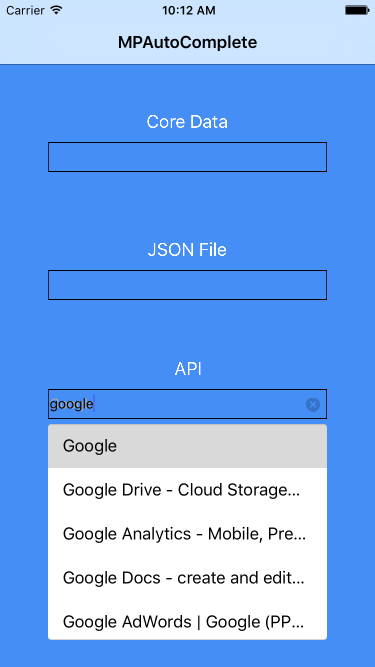 Carrier 10:12 AM
MPAutoComplete
Core Data
JSON File
API
google
Google
Google Drive - Cloud Storage...
Google Analytics - Mobile, Pre...
Google Docs - create and edit...
Google AdWords | Google (PP...